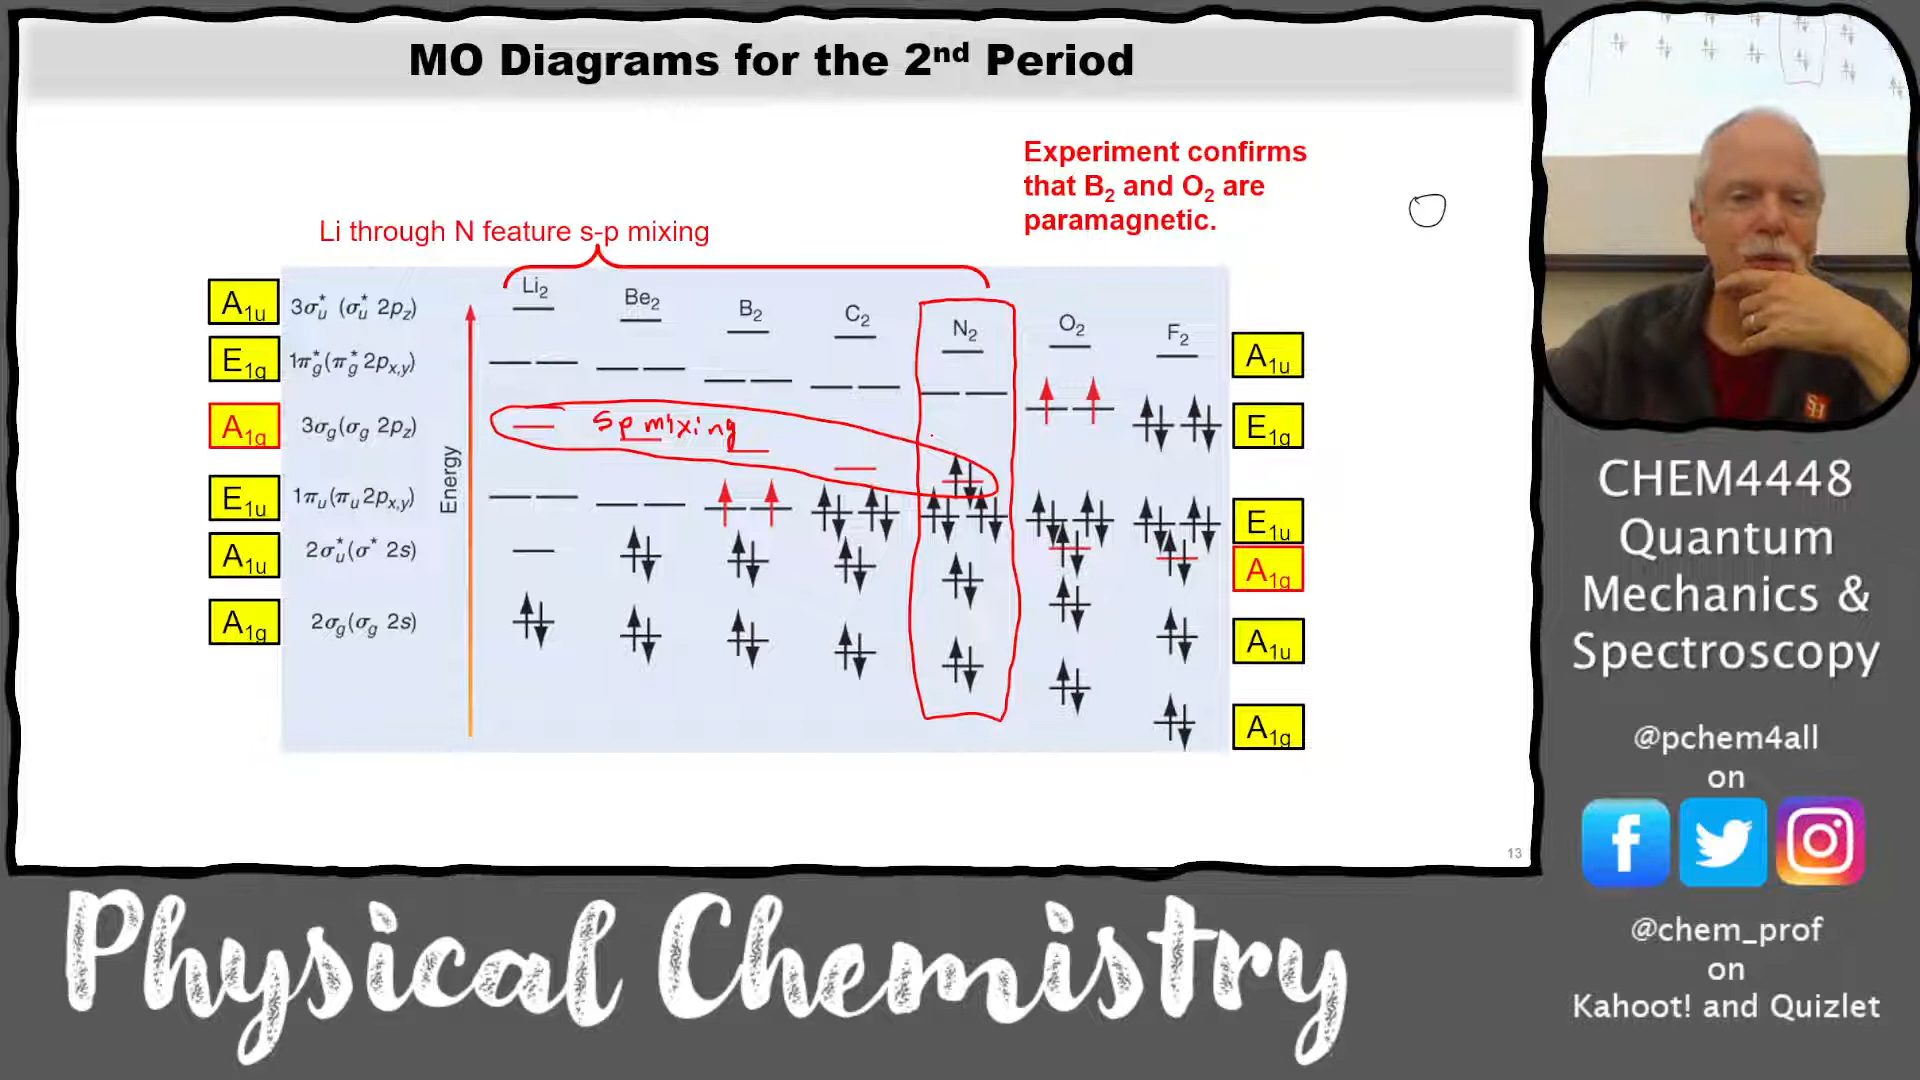 MO Diagrams for the 2nd Period
Experiment confirms
that B2 and O2 are
paramagnetic.
Li through N feature s-p mixing
Li2
Be2
B2
C2
N2
O2
F2
A1u
3σu* (σu* 2pz)
E1g
1πg*(πg* 2px,y)
A1g
3σg(σg 2pz)
sp mixing
E1u
1πu(πu 2px,y)
A1u
2σu*(σ* 2s)
A1g
2σg(σg 2s)
Energy
A1u
E1g
E1u
A1g
A1u
A1g
13
CHEM4448
Quantum
Mechanics &
Spectroscopy
@pchem4all
on
@chem_prof
on
Kahoot! and Quizlet
Physical Chemistry